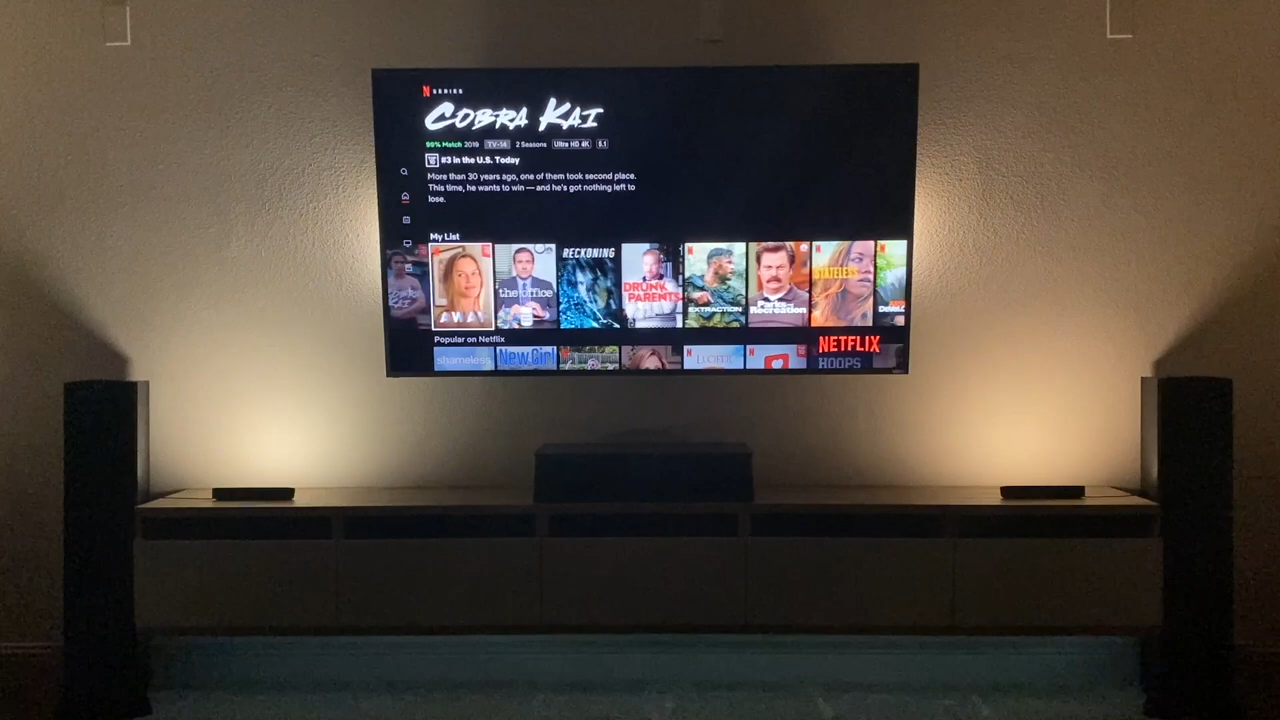 N SERIES
COBRA KAI
99% Match 2019 TV-14 2 Seasons Ultra HD 4K 5.1
TOP 10 #3 in the U.S. Today
More than 30 years ago, one of them took second place.
This time, he wants to win — and he's got nothing left to
lose.
My List
AWAY
the office
RECKONING
DRUNK
PARENTS
EXTRACTION
Parks and
Recreation
STATELESS
Popular on Netflix
shameless
New Girl
LUCIFER
NETFLIX
HOOPS